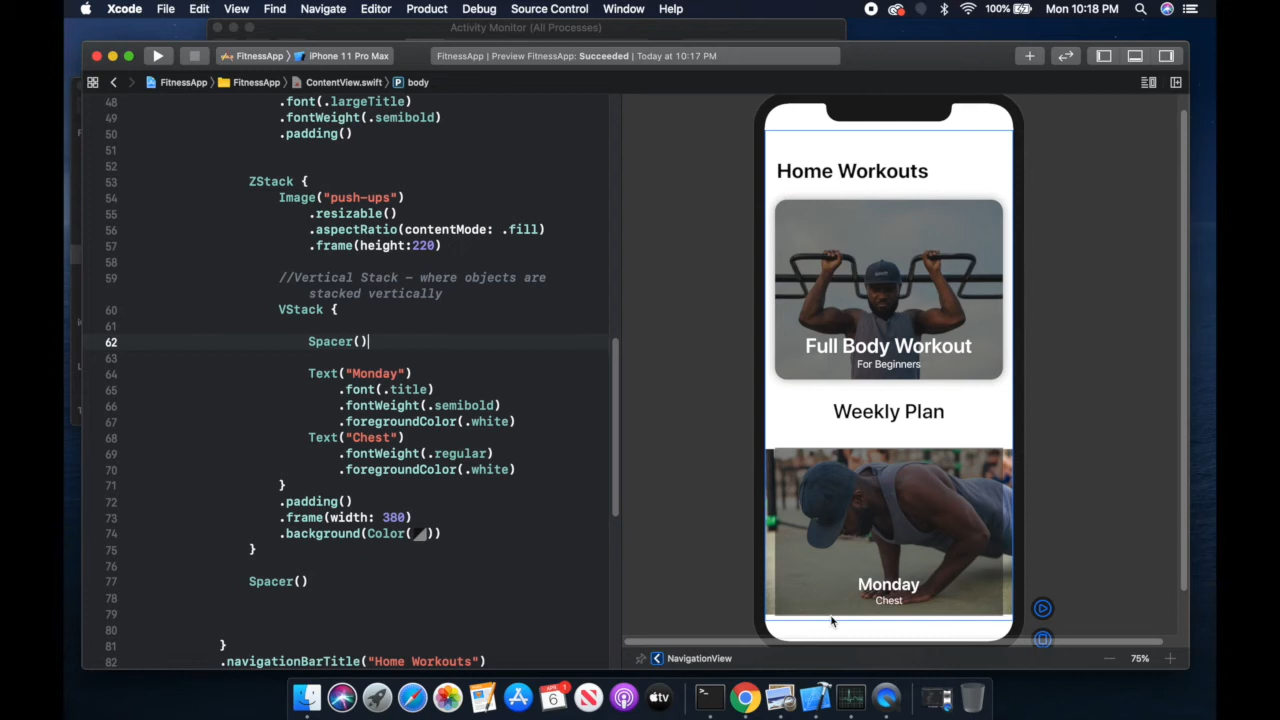 Xcode File Edit View Find Navigate Editor Product Debug Source Control Window Help 100% Mon 10:18 PM
Activity Monitor (All Processes)
FitnessApp iPhone 11 Pro Max FitnessApp | Preview FitnessApp: Succeeded | Today at 10:17 PM
FitnessApp FitnessApp ContentView.swift P body
48 .font(.largeTitle)
49 .fontWeight(.semibold)
50 .padding()
51
52
53 ZStack {
54 Image("push-ups")
55 .resizable()
56 .aspectRatio(contentMode: .fill)
57 .frame(height:220)
58
59 //Vertical Stack - where objects are
stacked vertically
60 VStack {
61
62 Spacer()
63
64 Text("Monday")
65 .font(.title)
66 .fontWeight(.semibold)
67 .foregroundColor(.white)
68 Text("Chest")
69 .fontWeight(.regular)
70 .foregroundColor(.white)
71 }
72 .padding()
73 .frame(width: 380)
74 .background(Color( ))
75 }
76
77 Spacer()
78
79
80
81 }
82 .navigationBarTitle("Home Workouts")
Home Workouts
Full Body Workout
For Beginners
Weekly Plan
Monday
Chest
NavigationView 75%
6
tv